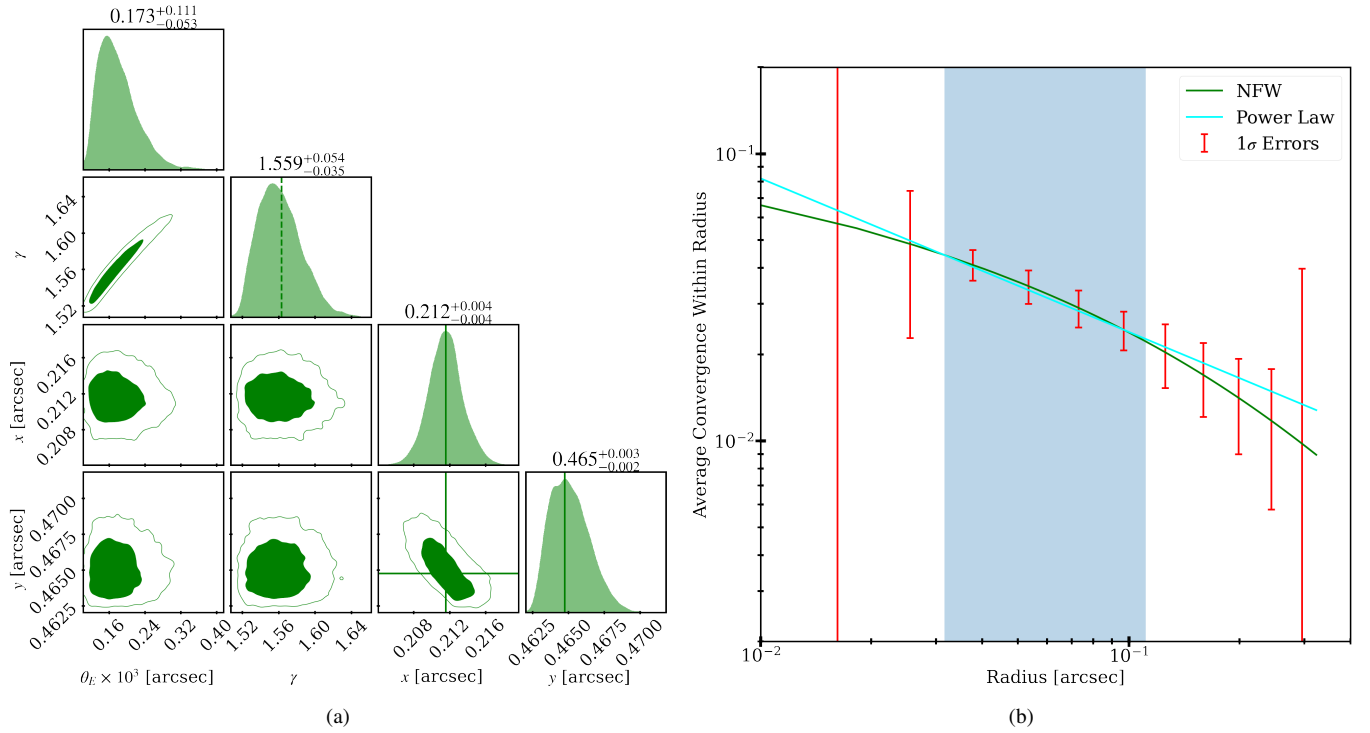 0.173+0.111 −0.053
1.559+0.054 −0.035
1.64
1.60
1.56
1.52
γ
0.212+0.004 −0.004
0.216
0.212
0.208
x [arcsec]
0.465+0.003 −0.002
0.4700
0.4675
0.4650
0.4625
y [arcsec]
0.16 0.24 0.32 0.40
1.52 1.56 1.60 1.64
0.208 0.212 0.216
0.4625 0.4650 0.4675 0.4700
θE × 10³ [arcsec]
γ
x [arcsec]
y [arcsec]
(a)
NFW
Power Law
1σ Errors
10⁻¹
10⁻²
Average Convergence Within Radius
10⁻² 10⁻¹
Radius [arcsec]
(b)